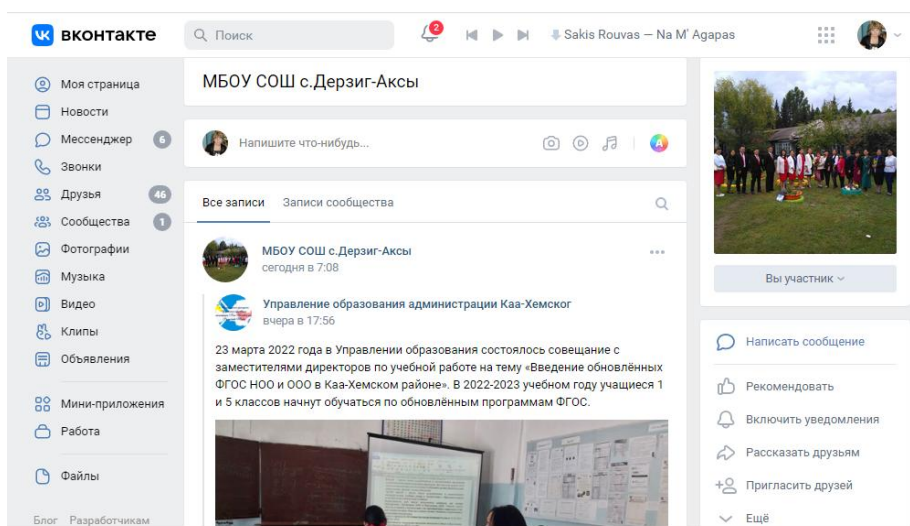 вконтакте
Поиск
2
Sakis Rouvas — Na M' Agapas
Моя страница
Новости
Мессенджер 6
Звонки
Друзья 46
Сообщества 1
Фотографии
Музыка
Видео
Клипы
Объявления
Мини-приложения
Работа
Файлы
Блог Разработчикам
МБОУ СОШ с.Дерзиг-Аксы
Напишите что-нибудь...
Все записи Записи сообщества
МБОУ СОШ с.Дерзиг-Аксы
сегодня в 7:08
Управление образования администрации Каа-Хемског
вчера в 17:56
23 марта 2022 года в Управлении образования состоялось совещание с
заместителями директоров по учебной работе на тему «Введение обновлённых
ФГОС НОО и ООО в Каа-Хемском районе». В 2022-2023 учебном году учащиеся 1
и 5 классов начнут обучаться по обновлённым программам ФГОС.
Вы участник
Написать сообщение
Рекомендовать
Включить уведомления
Рассказать друзьям
Пригласить друзей
Ещё